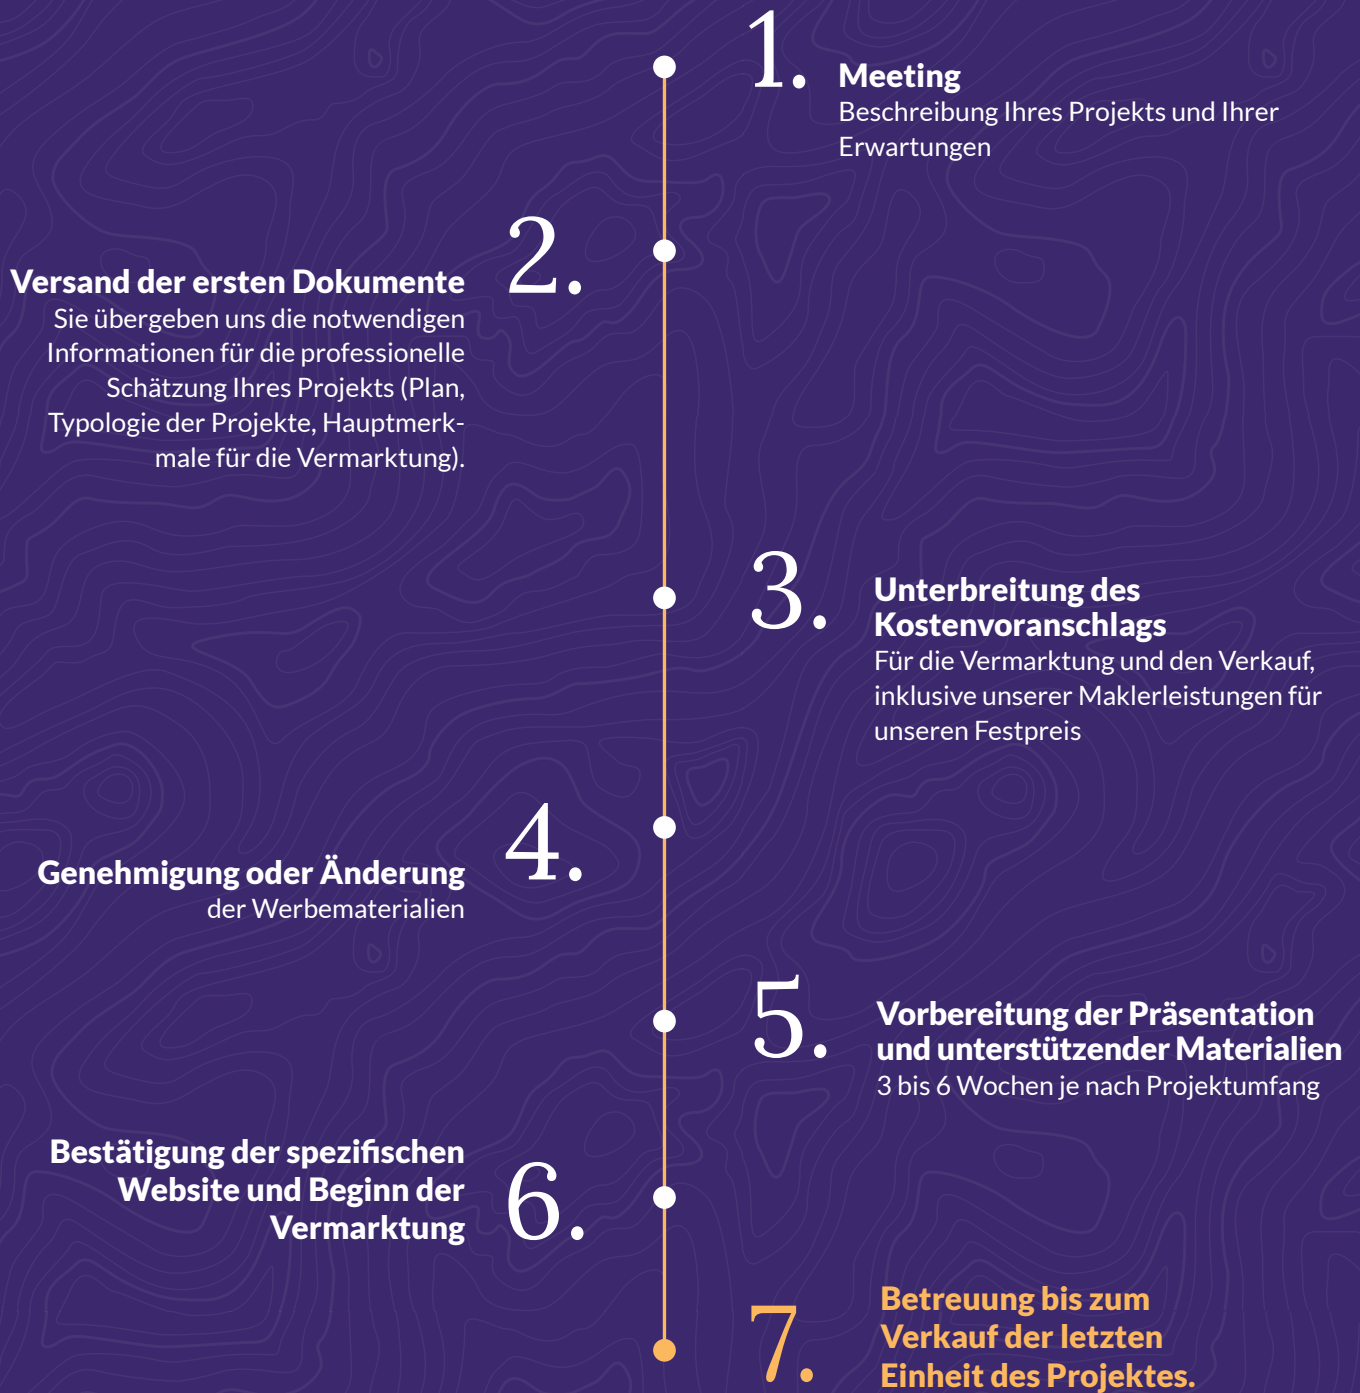 1.
Meeting
Beschreibung Ihres Projekts und Ihrer
Erwartungen
2.
Versand der ersten Dokumente
Sie übergeben uns die notwendigen
Informationen für die professionelle
Schätzung Ihres Projekts (Plan,
Typologie der Projekte, Hauptmerk-
male für die Vermarktung).
3.
Unterbreitung des
Kostenvoranschlags
Für die Vermarktung und den Verkauf,
inklusive unserer Maklerleistungen für
unseren Festpreis
4.
Genehmigung oder Änderung
der Werbematerialien
5.
Vorbereitung der Präsentation
und unterstützender Materialien
3 bis 6 Wochen je nach Projektumfang
6.
Bestätigung der spezifischen
Website und Beginn der
Vermarktung
7.
Betreuung bis zum
Verkauf der letzten
Einheit des Projektes.